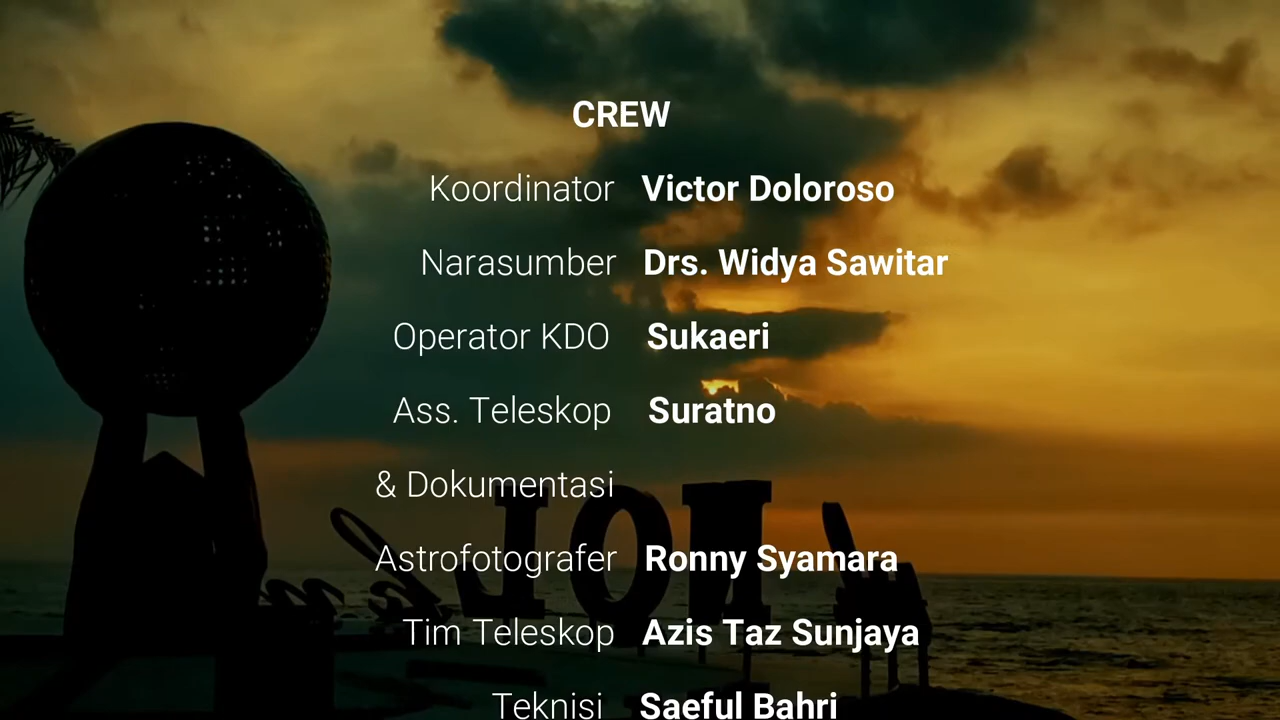 CREW
Koordinator Victor Doloroso
Narasumber Drs. Widya Sawitar
Operator KDO Sukaeri
Ass. Teleskop Suratno
& Dokumentasi
Astrofotografer Ronny Syamara
Tim Teleskop Azis Taz Sunjaya
Teknisi Saeful Bahri